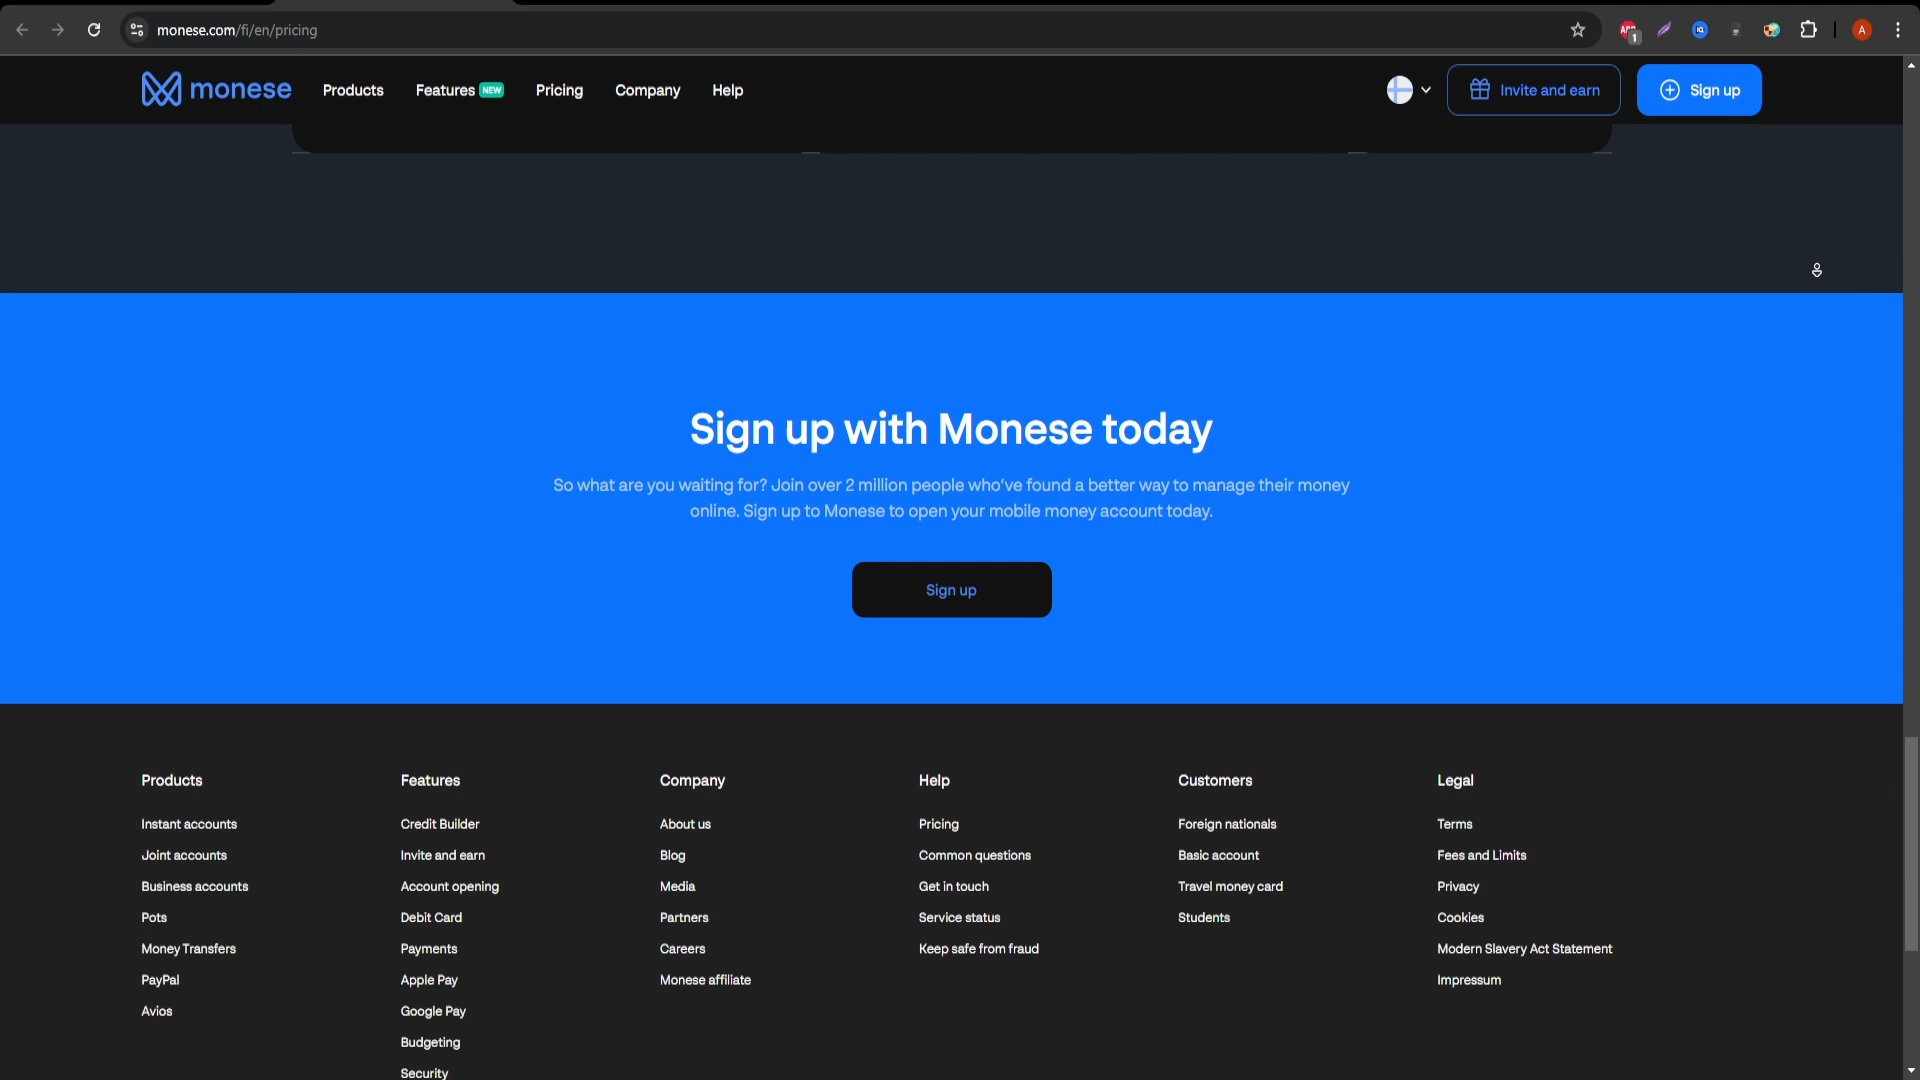 monese.com/fi/en/pricing
1
A
monese
Products
Features NEW
Pricing
Company
Help
Invite and earn
Sign up
Sign up with Monese today
So what are you waiting for? Join over 2 million people who've found a better way to manage their money
online. Sign up to Monese to open your mobile money account today.
Sign up
Products
Instant accounts
Joint accounts
Business accounts
Pots
Money Transfers
PayPal
Avios
Features
Credit Builder
Invite and earn
Account opening
Debit Card
Payments
Apple Pay
Google Pay
Budgeting
Security
Company
About us
Blog
Media
Partners
Careers
Monese affiliate
Help
Pricing
Common questions
Get in touch
Service status
Keep safe from fraud
Customers
Foreign nationals
Basic account
Travel money card
Students
Legal
Terms
Fees and Limits
Privacy
Cookies
Modern Slavery Act Statement
Impressum